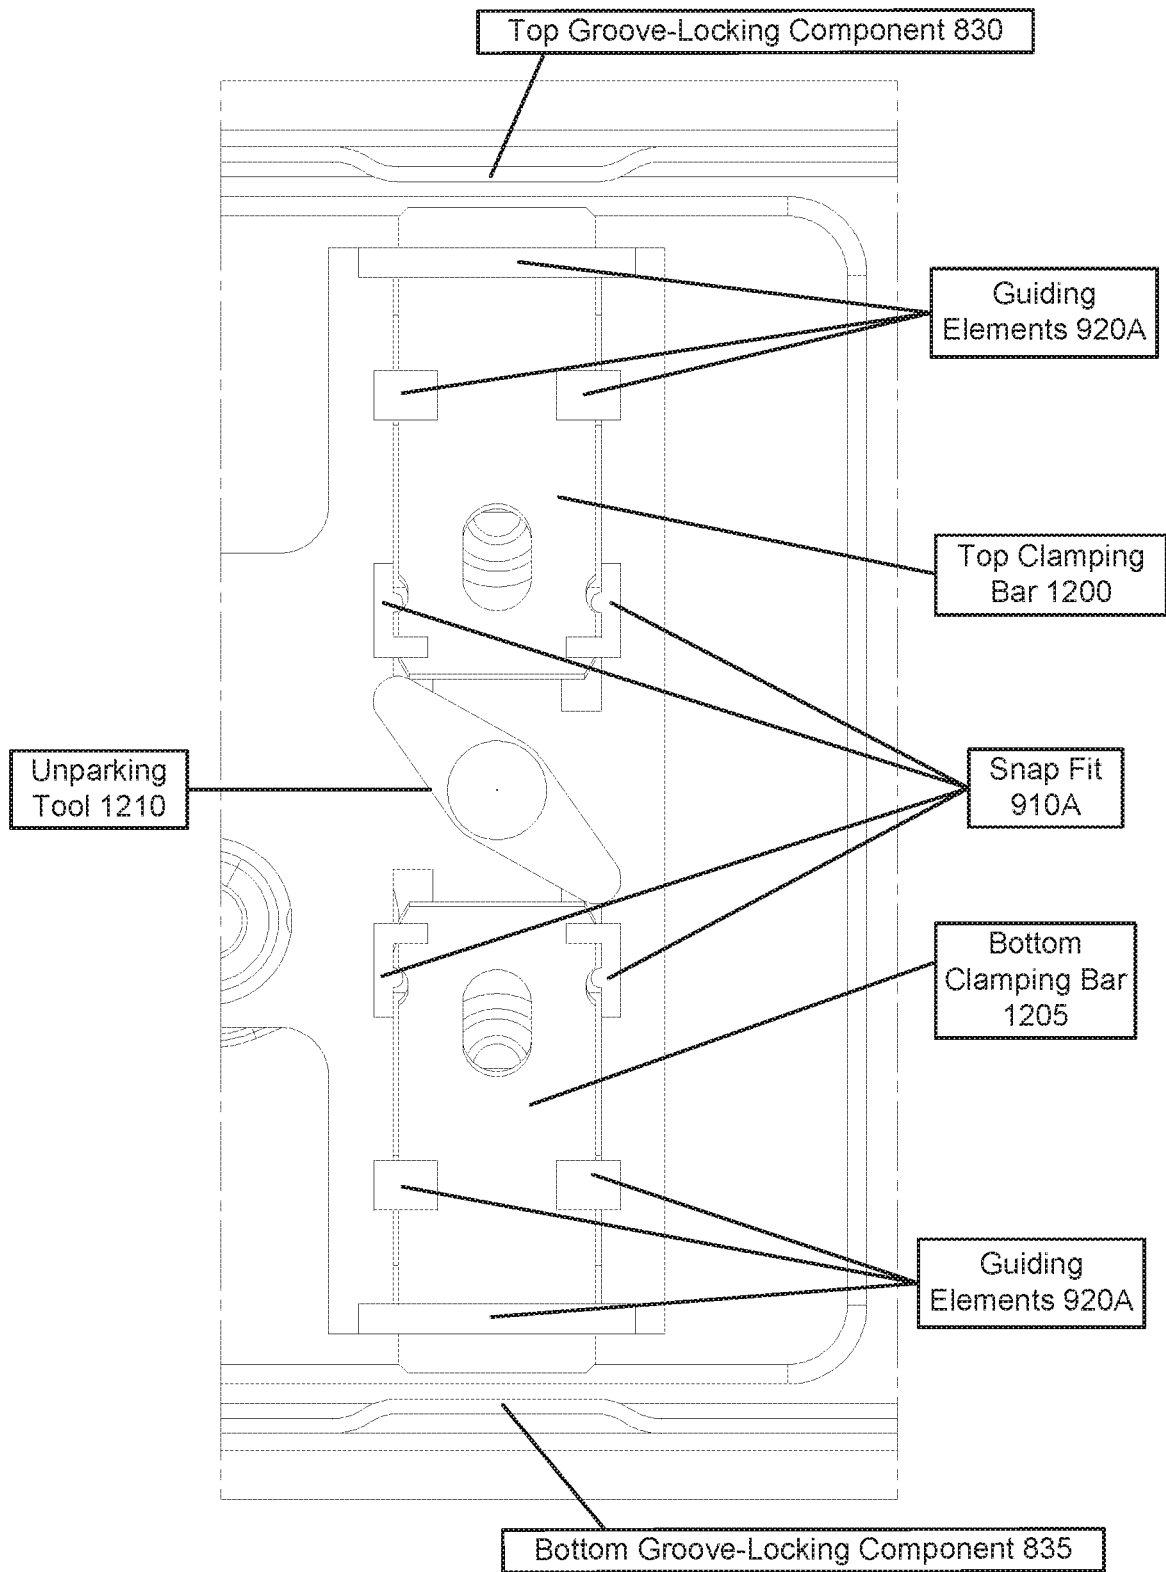 Top Groove-Locking Component 830
Guiding
Elements 920A
Top Clamping
Bar 1200
Unparking
Tool 1210
Snap Fit
910A
Bottom
Clamping Bar
1205
Guiding
Elements 920A
Bottom Groove-Locking Component 835